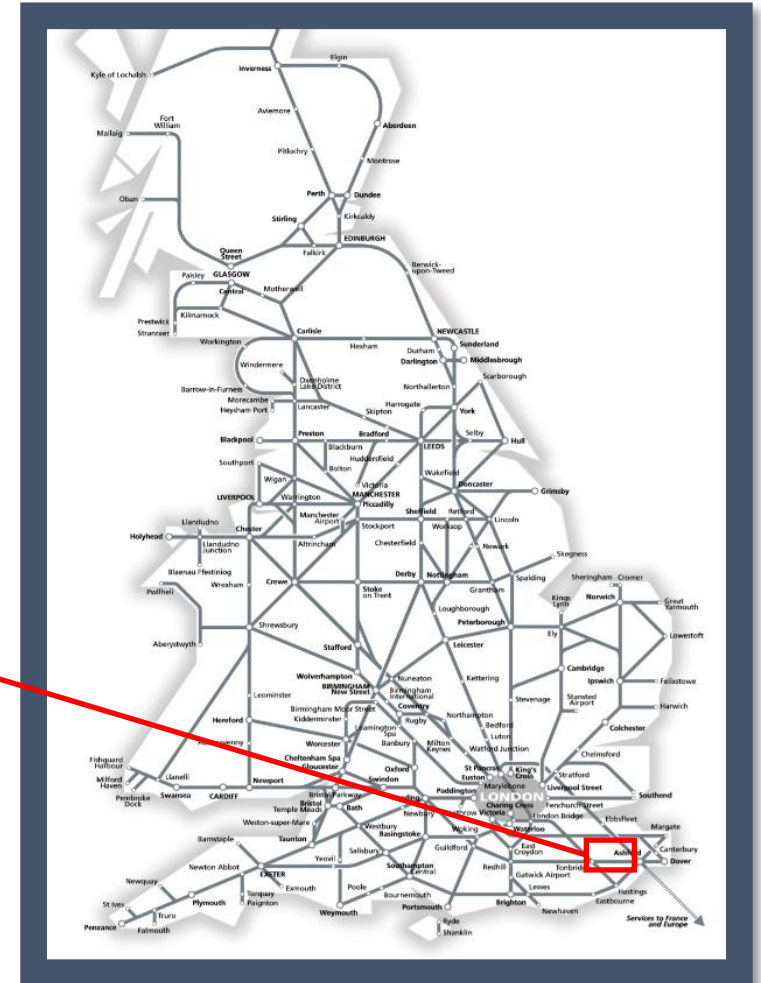 Elgin
Inverness
Kyle of Lochalsh
Aviemore
Fort
William
Mallaig
Aberdeen
Pitlochry
Montrose
Perth
Dundee
Oban
Stirling
Kirkcaldy
EDINBURGH
Queen
Street
Falkirk
Berwick-
upon-Tweed
Paisley
GLASGOW
Central
Motherwell
Prestwick
Kilmarnock
Stranraer
Carlisle
NEWCASTLE
Workington
Hexham
Durham
Sunderland
Darlington
Middlesbrough
Windermere
Scarborough
Oxenholme
Lake District
Barrow-in-Furness
Northallerton
Morecambe
Lancaster
Harrogate
York
Heysham Port
Skipton
Blackpool
Preston
Bradford
Selby
Hull
Blackburn
LEEDS
Southport
Huddersfield
Bolton
Wakefield
Wigan
Victoria
Doncaster
Grimsby
LIVERPOOL
Warrington
MANCHESTER
Piccadilly
Manchester
Airport
Sheffield
Retford
Lincoln
Llandudno
Chester
Stockport
Worksop
Holyhead
Llandudno
Junction
Altrincham
Chesterfield
Newark
Skegness
Blaenau Ffestiniog
Wrexham
Crewe
Stoke
on Trent
Derby
Nottingham
Grantham
Spalding
Sheringham
Cromer
Pwllheli
Kings
Lynn
Norwich
Great
Yarmouth
Loughborough
Peterborough
Aberystwyth
Shrewsbury
Ely
Lowestoft
Stafford
Leicester
Wolverhampton
Nuneaton
Kettering
Cambridge
BIRMINGHAM
New Street
Birmingham
International
Ipswich
Felixstowe
Leominster
Coventry
Stevenage
Stansted
Airport
Birmingham Moor Street
Rugby
Northampton
Harwich
Hereford
Kidderminster
Leamington
Spa
Bedford
Colchester
Worcester
Banbury
Milton
Keynes
Luton
Watford Junction
Chelmsford
Cheltenham Spa
Gloucester
Oxford
St Pancras
King's
Cross
Fishguard
Harbour
Euston
Stratford
Milford
Haven
Llanelli
Newport
Swindon
Marylebone
Liverpool Street
Pembroke
Dock
Swansea
CARDIFF
Bristol Parkway
Paddington
LONDON
Southend
Bristol
Temple Meads
Bath
Newbury
Charing Cross
Fenchurch Street
Victoria
London Bridge
Ebbsfleet
Weston-super-Mare
Westbury
Basingstoke
Woking
Waterloo
Margate
Barnstaple
Taunton
Salisbury
Guildford
East
Croydon
Ashford
Canterbury
Newton Abbot
Yeovil
Southampton
Central
Redhill
Gatwick Airport
Dover
Newquay
EXETER
Exmouth
Poole
Lewes
Hastings
St Ives
Plymouth
Torquay
Paignton
Bournemouth
Portsmouth
Brighton
Newhaven
Eastbourne
Truro
Weymouth
Ryde
Penzance
Falmouth
Shanklin
Services to France
and Europe